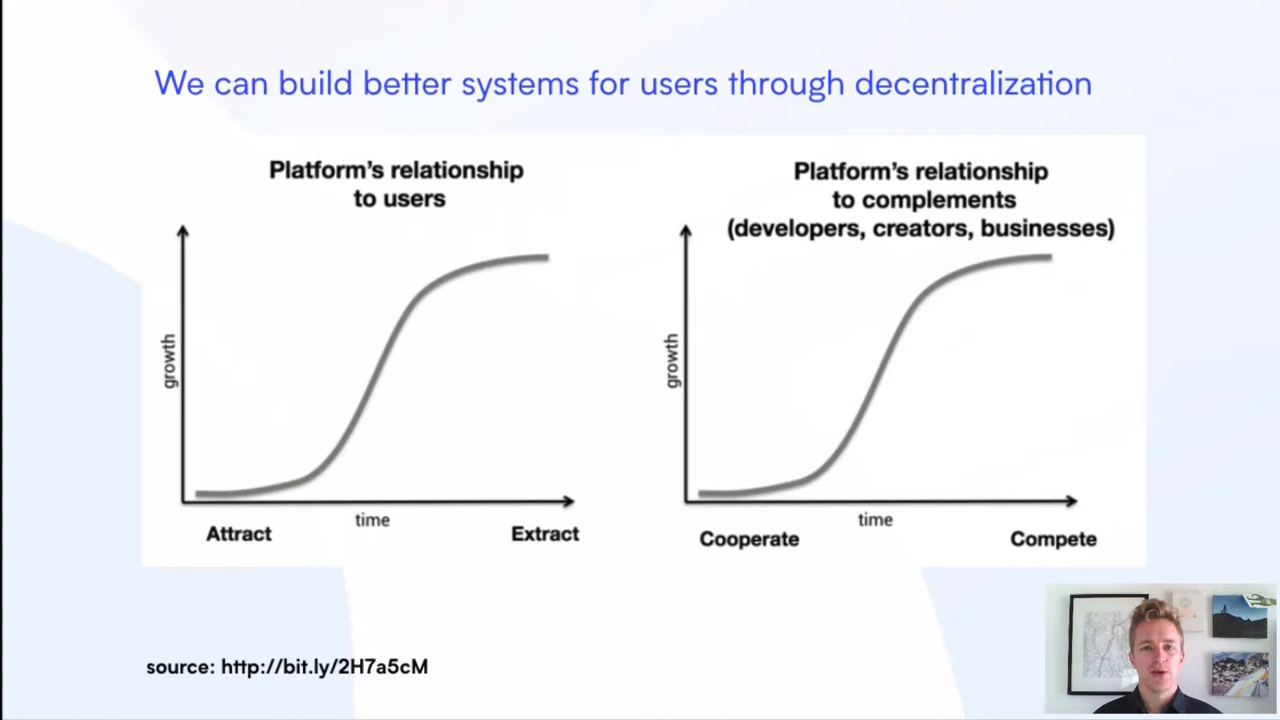 We can build better systems for users through decentralization
Platform's relationship
to users
growth
time
Attract
Extract
Platform's relationship
to complements
(developers, creators, businesses)
growth
time
Cooperate
Compete
source: http://bit.ly/2H7a5cM